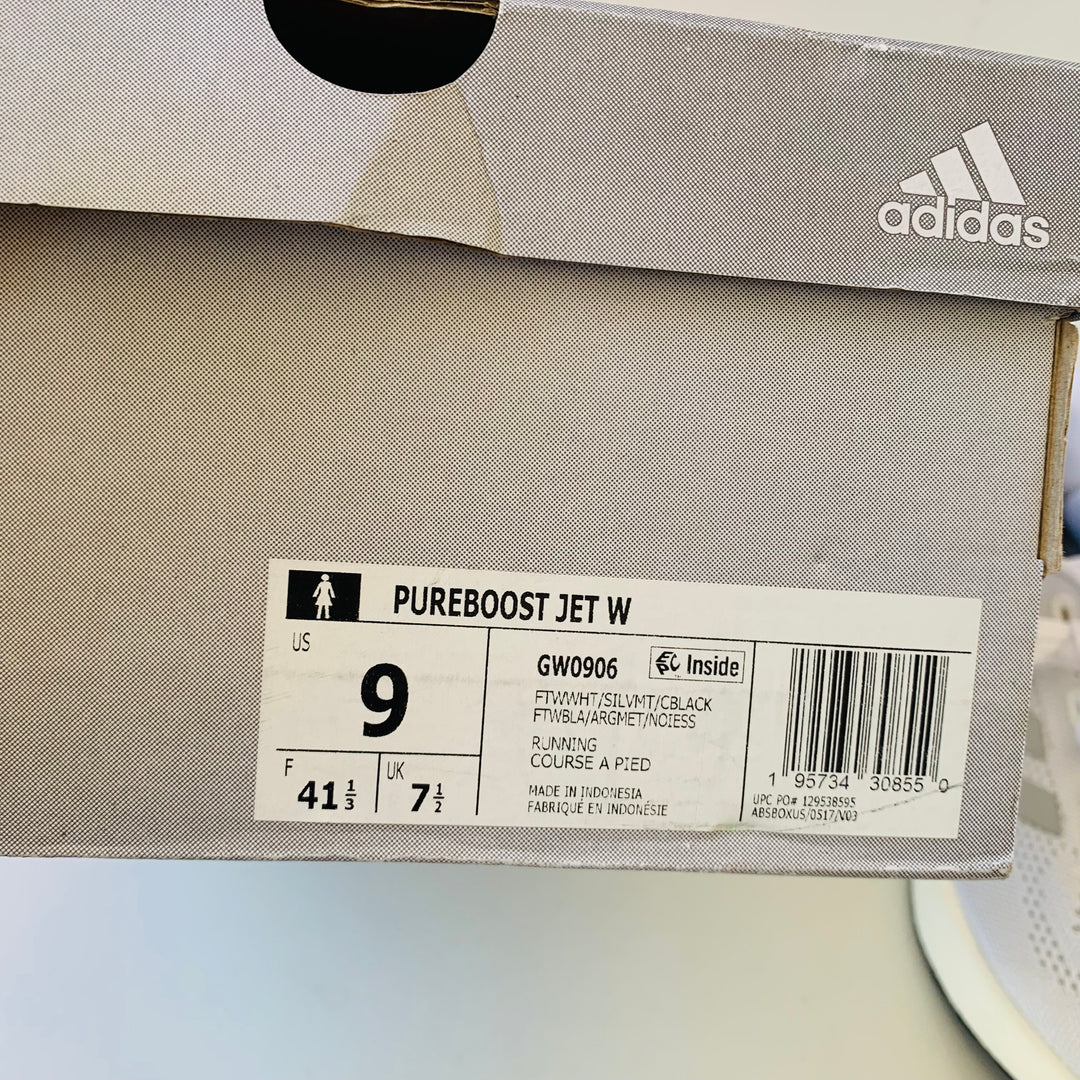 adidas
PUREBOOST JET W
US
9
F
41 1/3
UK
7 1/2
GW0906
Inside
FTWWHT/SILVMT/CBLACK
FTWBLA/ARGMET/NOIESS
RUNNING
COURSE A PIED
MADE IN INDONESIA
FABRIQUÉ EN INDONÉSIE
1 95734 30855 0
UPC PO# 129538595
ABSBOXUS/0517/V03